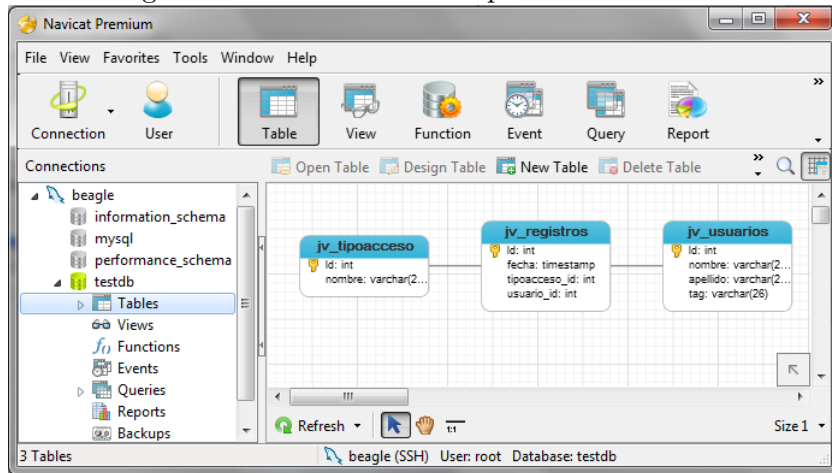 Navicat Premium
File View Favorites Tools Window Help
Connection User Table View Function Event Query Report
Connections
Open Table Design Table New Table Delete Table
beagle
information_schema
mysql
performance_schema
testdb
Tables
Views
Functions
Events
Queries
Reports
Backups
jv_tipoacceso
Id: int
nombre: varchar(2...
jv_registros
Id: int
fecha: timestamp
tipoacceso_id: int
usuario_id: int
jv_usuarios
Id: int
nombre: varchar(2...
apellido: varchar(2...
tag: varchar(26)
Refresh 1:1 Size 1
3 Tables beagle (SSH) User: root Database: testdb